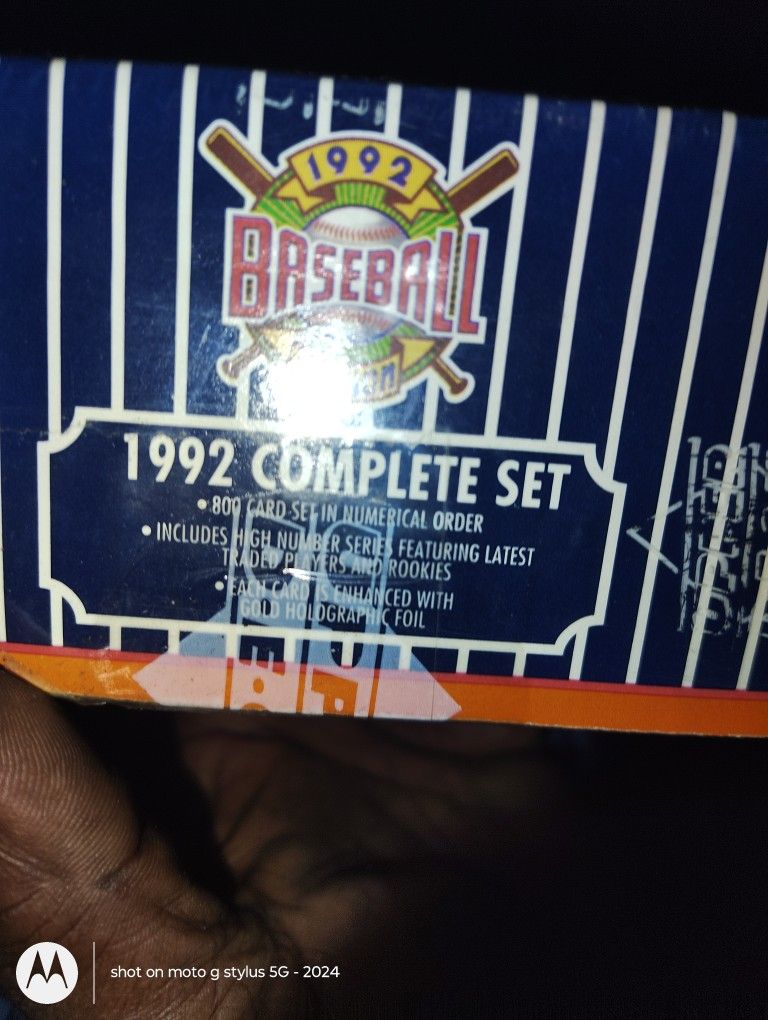 1992
BASEBALL
1992 COMPLETE SET
• 800 CARD SET IN NUMERICAL ORDER
• INCLUDES HIGH NUMBER SERIES FEATURING LATEST
TRADED PLAYERS AND ROOKIES
• EACH CARD IS ENHANCED WITH
GOLD HOLOGRAPHIC FOIL
shot on moto g stylus 5G - 2024